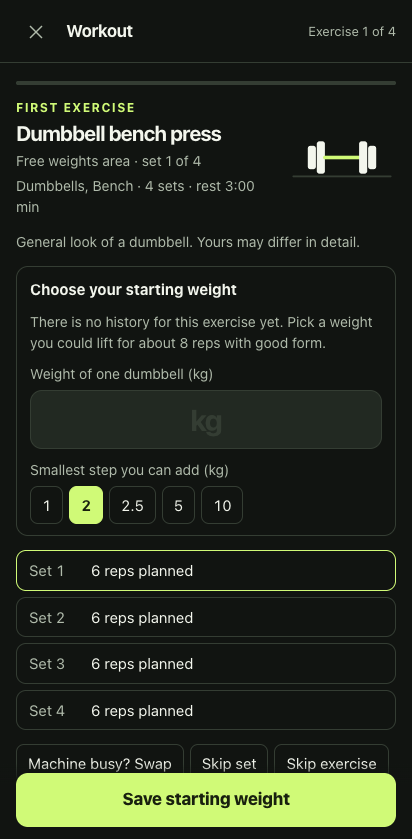 Workout
Exercise 1 of 4
FIRST EXERCISE
Dumbbell bench press
Free weights area · set 1 of 4
Dumbbells, Bench · 4 sets · rest 3:00
min
General look of a dumbbell. Yours may differ in detail.
Choose your starting weight
There is no history for this exercise yet. Pick a weight
you could lift for about 8 reps with good form.
Weight of one dumbbell (kg)
kg
Smallest step you can add (kg)
1 2 2.5 5 10
Set 1 6 reps planned
Set 2 6 reps planned
Set 3 6 reps planned
Set 4 6 reps planned
Machine busy? Swap Skip set Skip exercise
Save starting weight